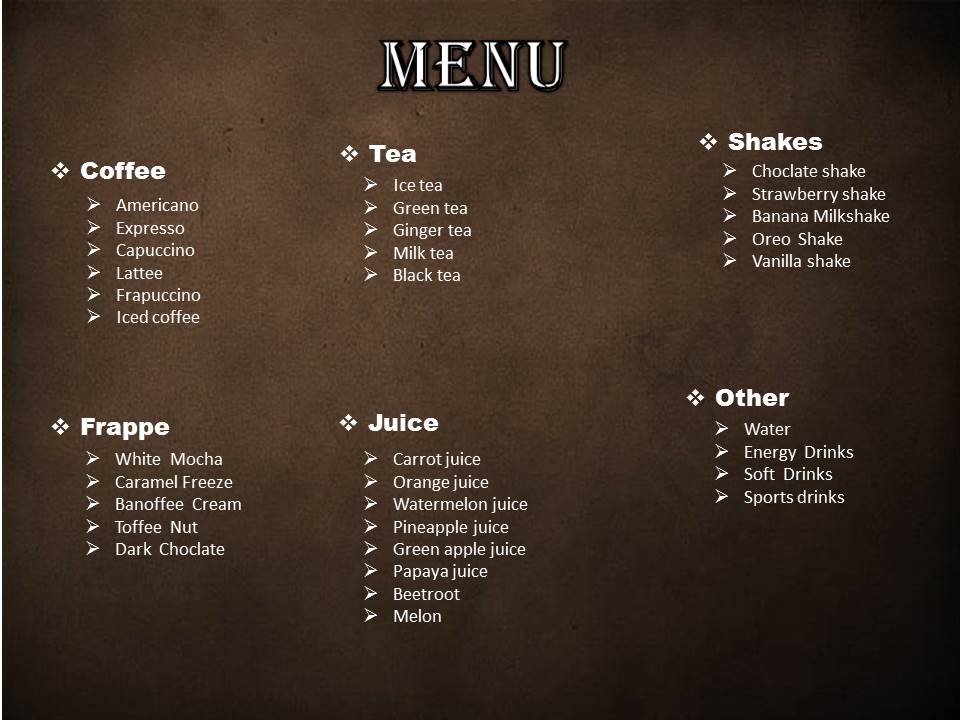 MENU
Coffee
Americano
Expresso
Capuccino
Lattee
Frapuccino
Iced coffee
Tea
Ice tea
Green tea
Ginger tea
Milk tea
Black tea
Shakes
Choclate shake
Strawberry shake
Banana Milkshake
Oreo Shake
Vanilla shake
Frappe
White Mocha
Caramel Freeze
Banoffee Cream
Toffee Nut
Dark Choclate
Juice
Carrot juice
Orange juice
Watermelon juice
Pineapple juice
Green apple juice
Papaya juice
Beetroot
Melon
Other
Water
Energy Drinks
Soft Drinks
Sports drinks